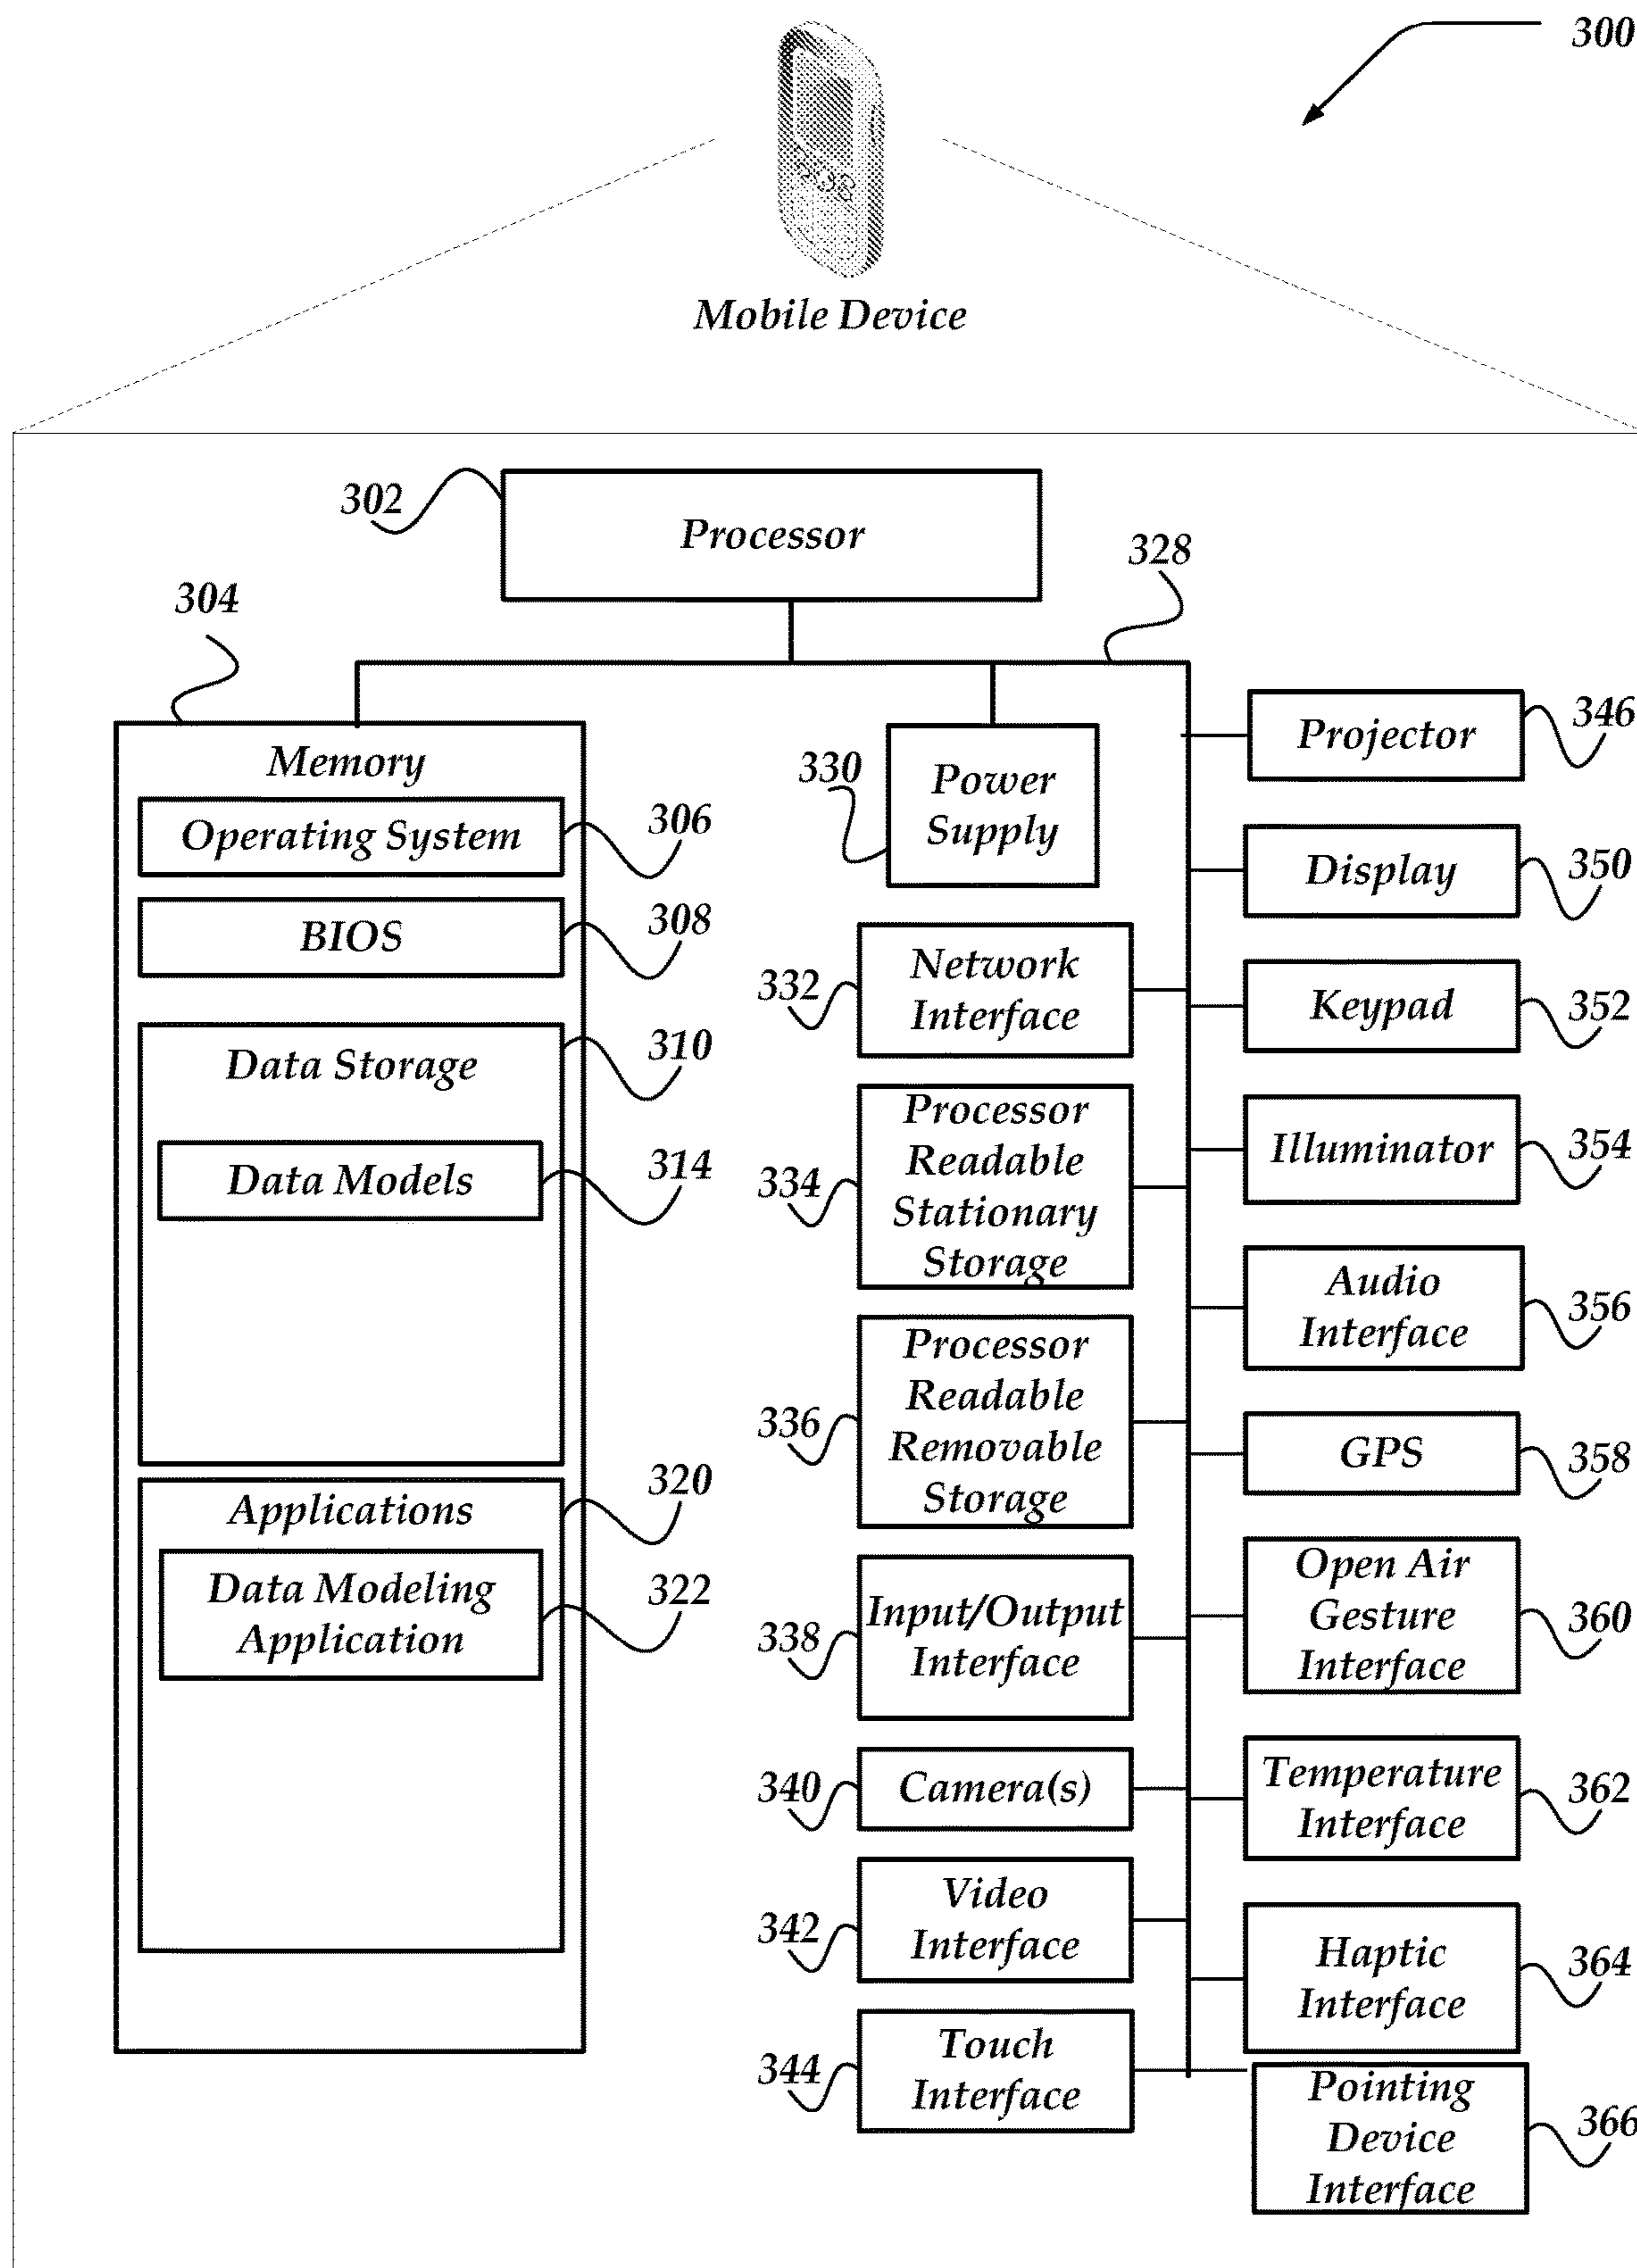 300
Mobile Device
302
Processor
328
304
Memory
Operating System
306
BIOS
308
Data Storage
310
Data Models
314
Applications
320
Data Modeling
Application
322
330
Power
Supply
332
Network
Interface
334
Processor
Readable
Stationary
Storage
336
Processor
Readable
Removable
Storage
338
Input/Output
Interface
340
Camera(s)
342
Video
Interface
344
Touch
Interface
Projector
346
Display
350
Keypad
352
Illuminator
354
Audio
Interface
356
GPS
358
Open Air
Gesture
Interface
360
Temperature
Interface
362
Haptic
Interface
364
Pointing
Device
Interface
366